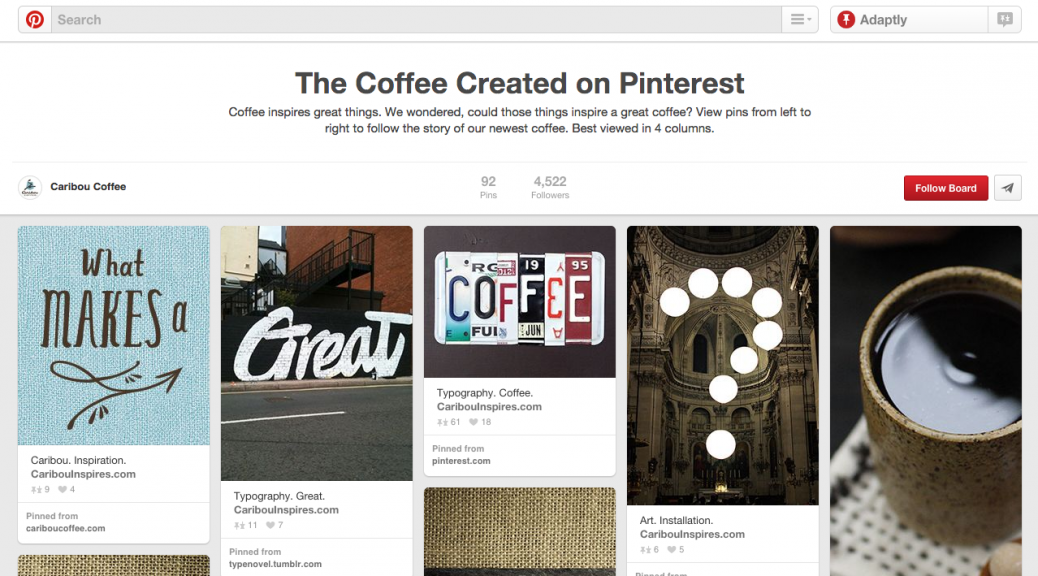 Search
Adaptly
The Coffee Created on Pinterest
Coffee inspires great things. We wondered, could those things inspire a great coffee? View pins from left to
right to follow the story of our newest coffee. Best viewed in 4 columns.
Caribou Coffee
92
Pins
4,522
Followers
Follow Board
What
MAKES a
Caribou. Inspiration.
CaribouInspires.com
9 4
Pinned from
cariboucoffee.com
Great
Typography. Great.
CaribouInspires.com
11 7
Pinned from
typenovel.tumblr.com
19 95
COFFEE
JUN
Typography. Coffee.
CaribouInspires.com
61 18
Pinned from
pinterest.com
Art. Installation.
CaribouInspires.com
6 5
Pinned from